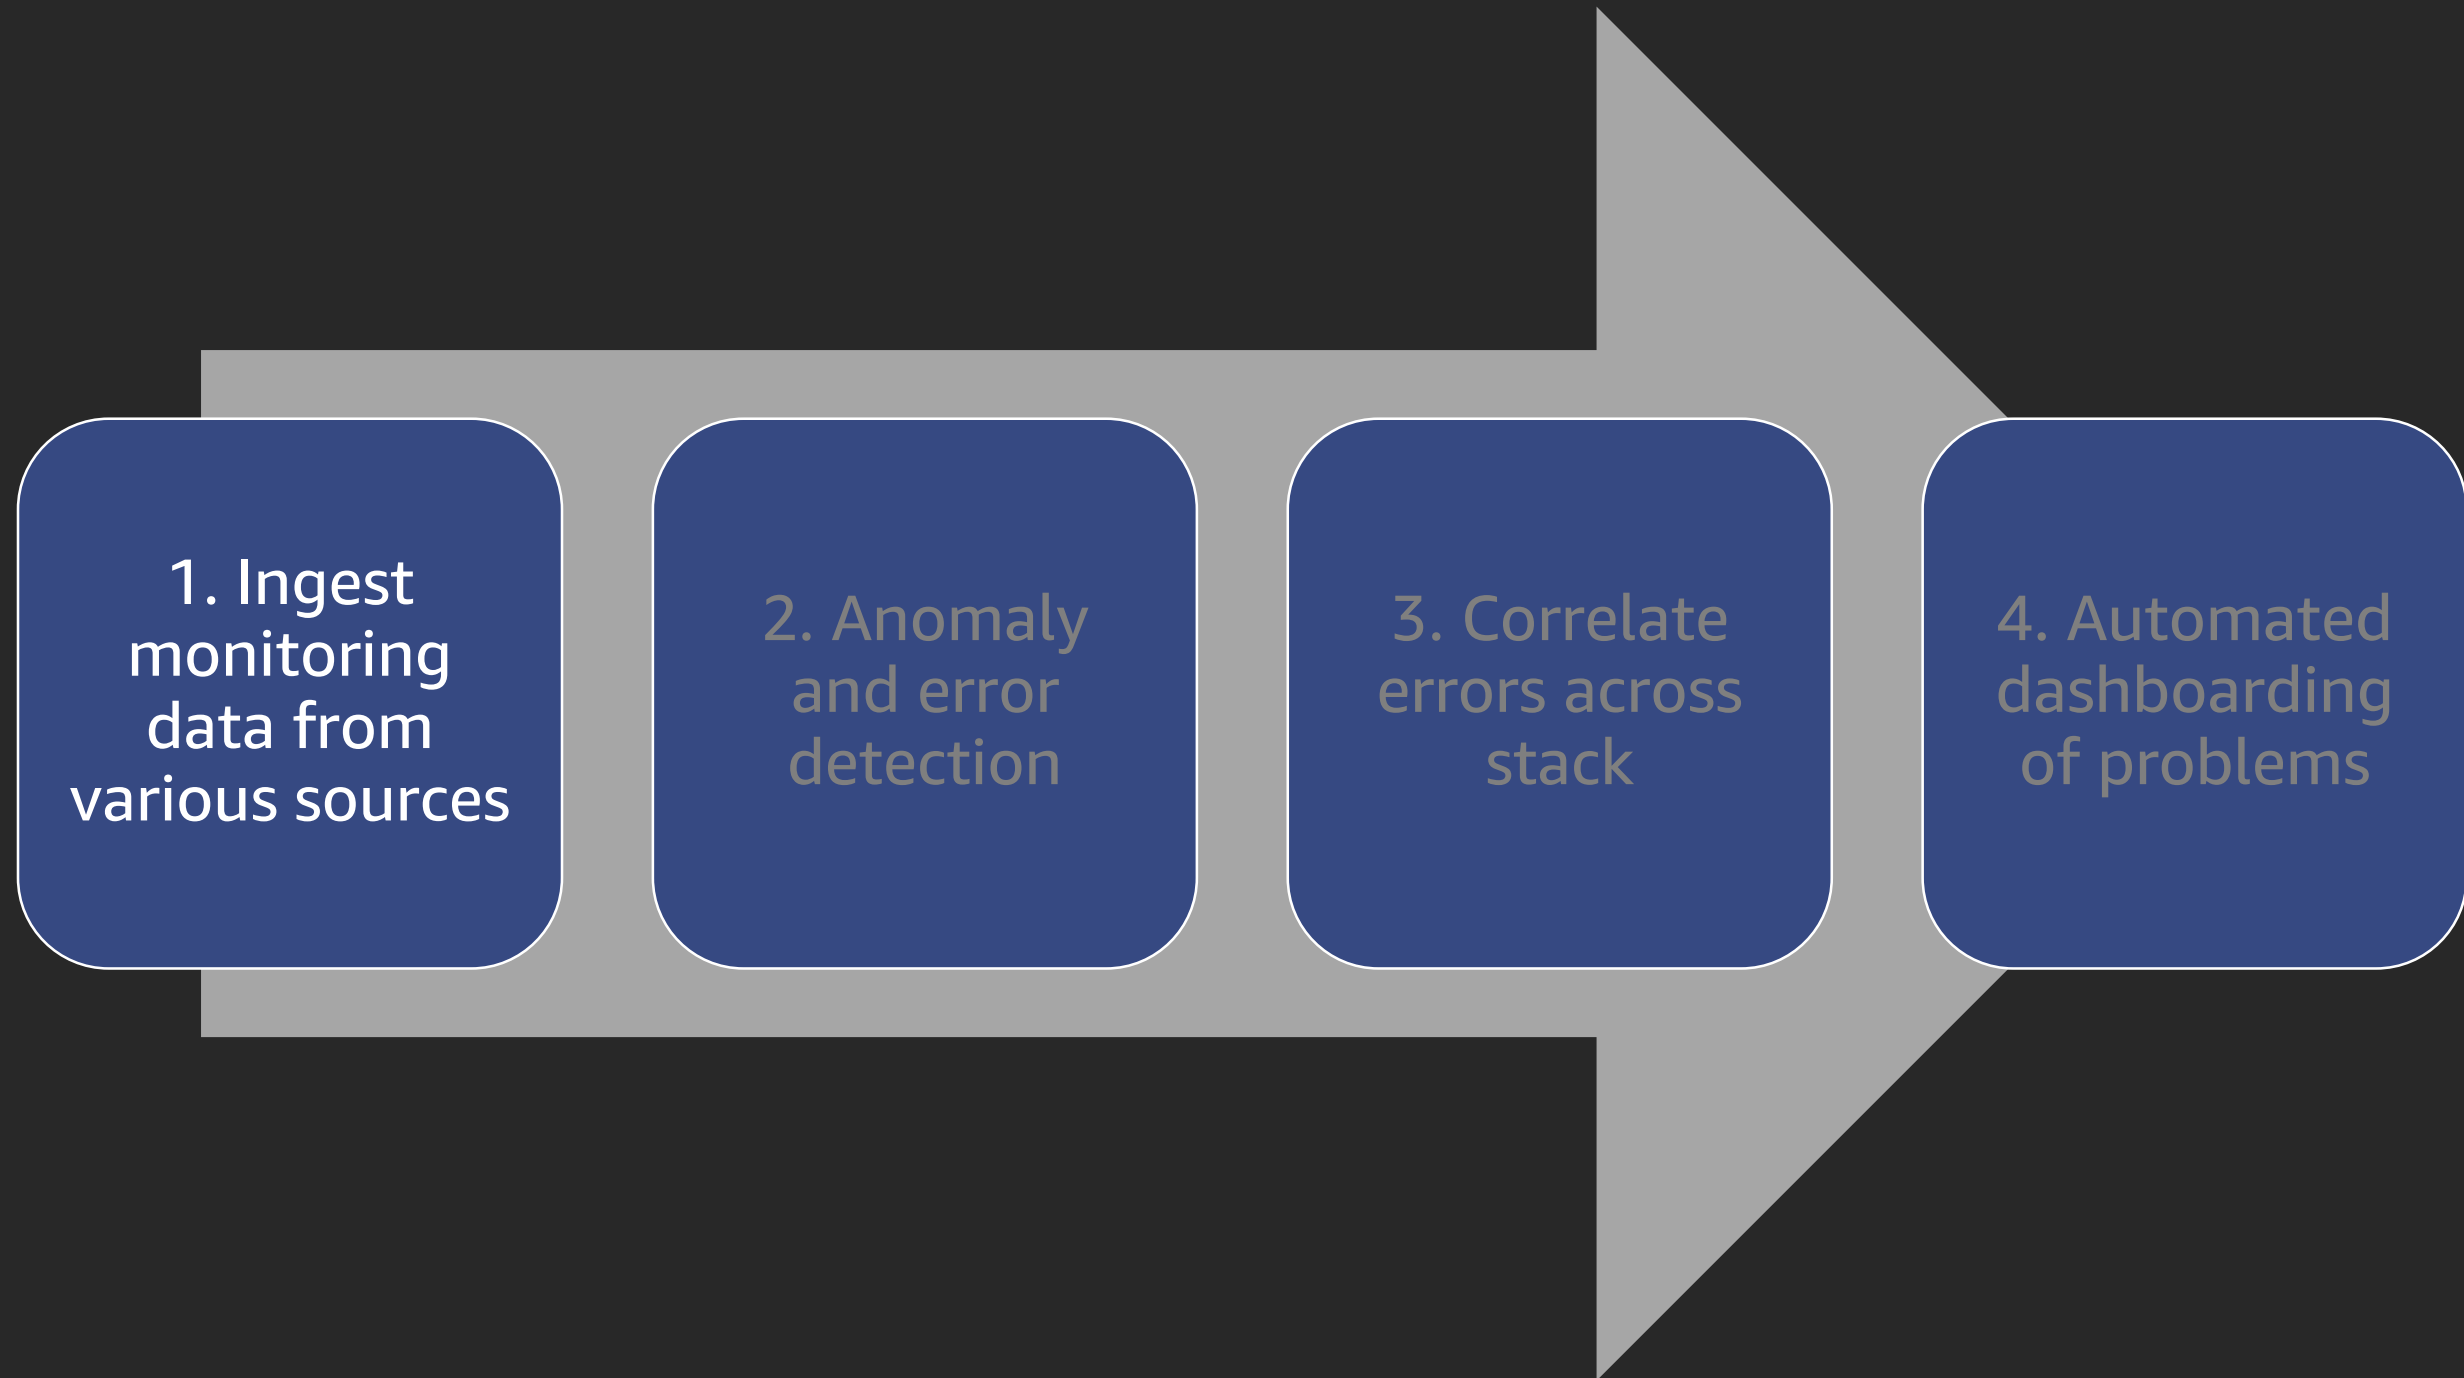 1. Ingest
monitoring
data from
various sources
2. Anomaly
and error
detection
3. Correlate
errors across
stack
4. Automated
dashboarding
of problems